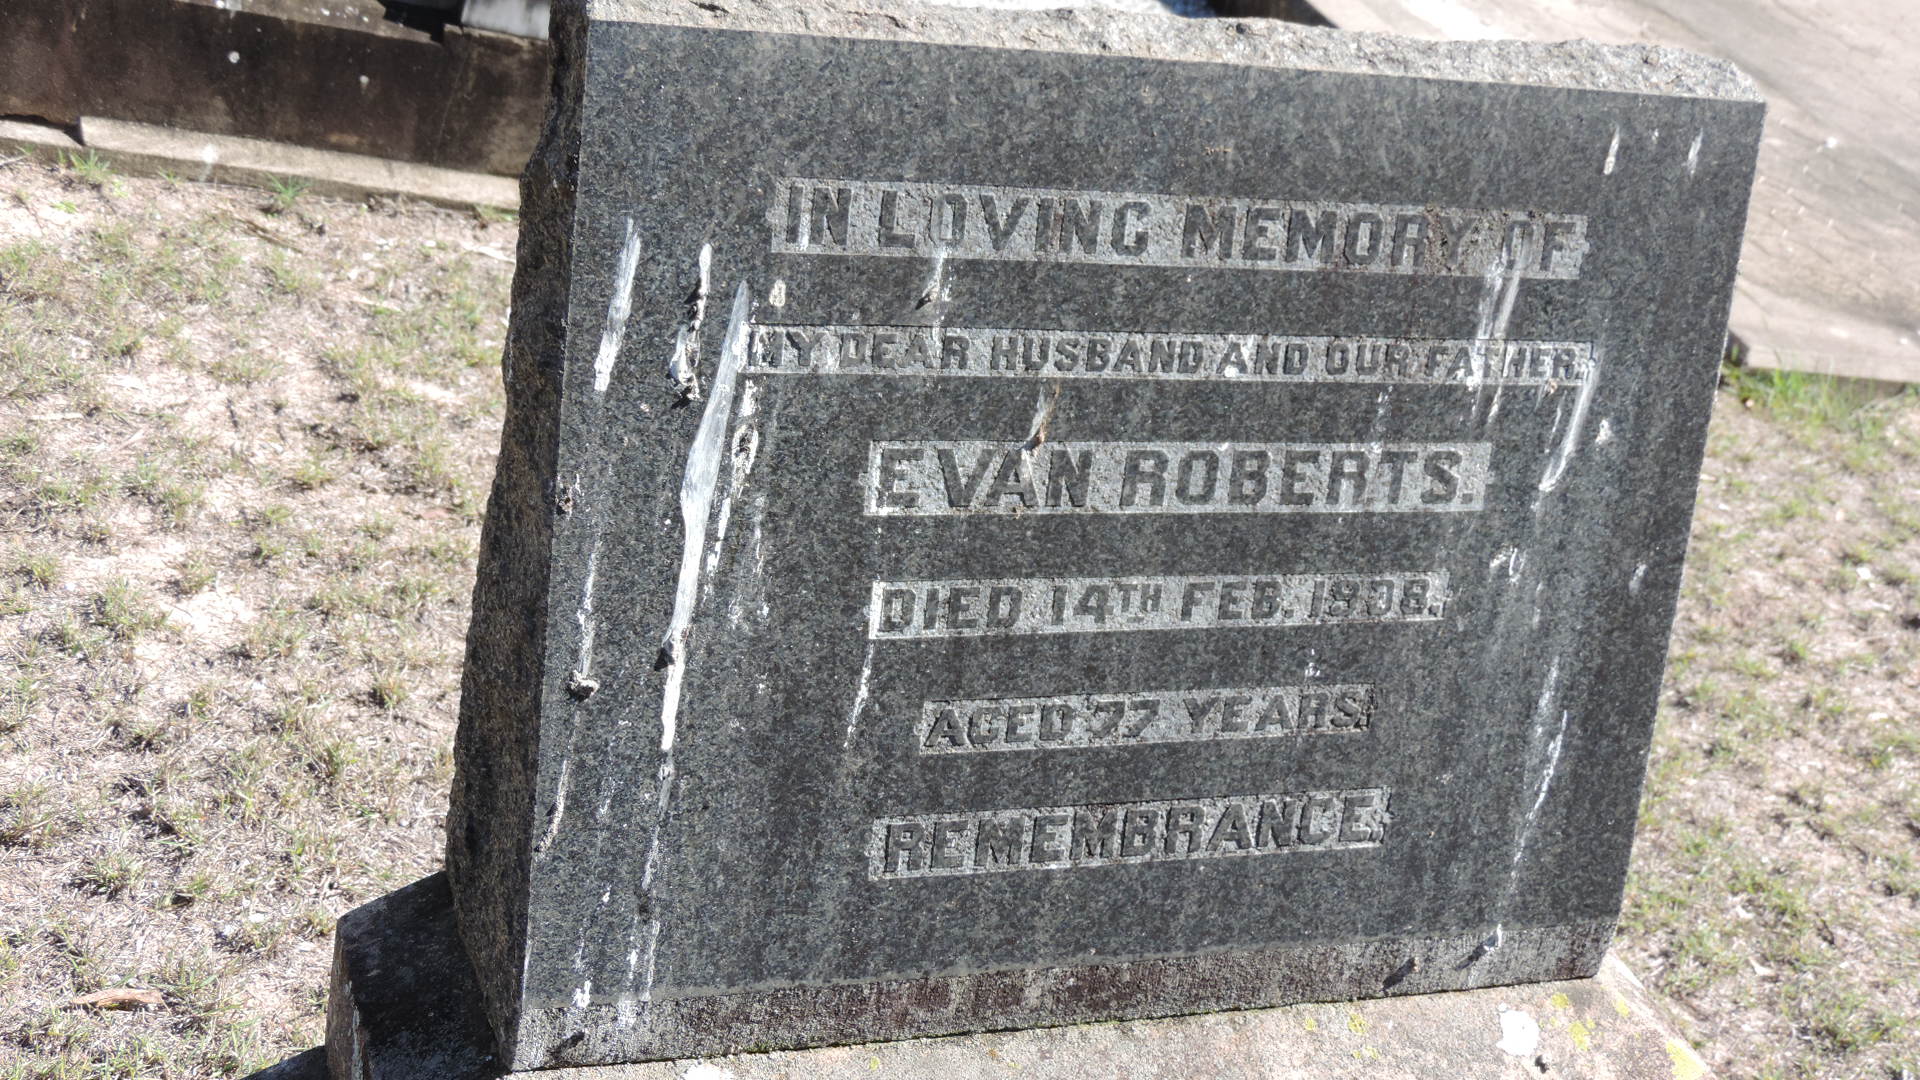 IN LOVING MEMORY OF
MY DEAR HUSBAND AND OUR FATHER.
EVAN ROBERTS.
DIED 14TH FEB. 1938.
AGED 77 YEARS.
REMEMBRANCE.